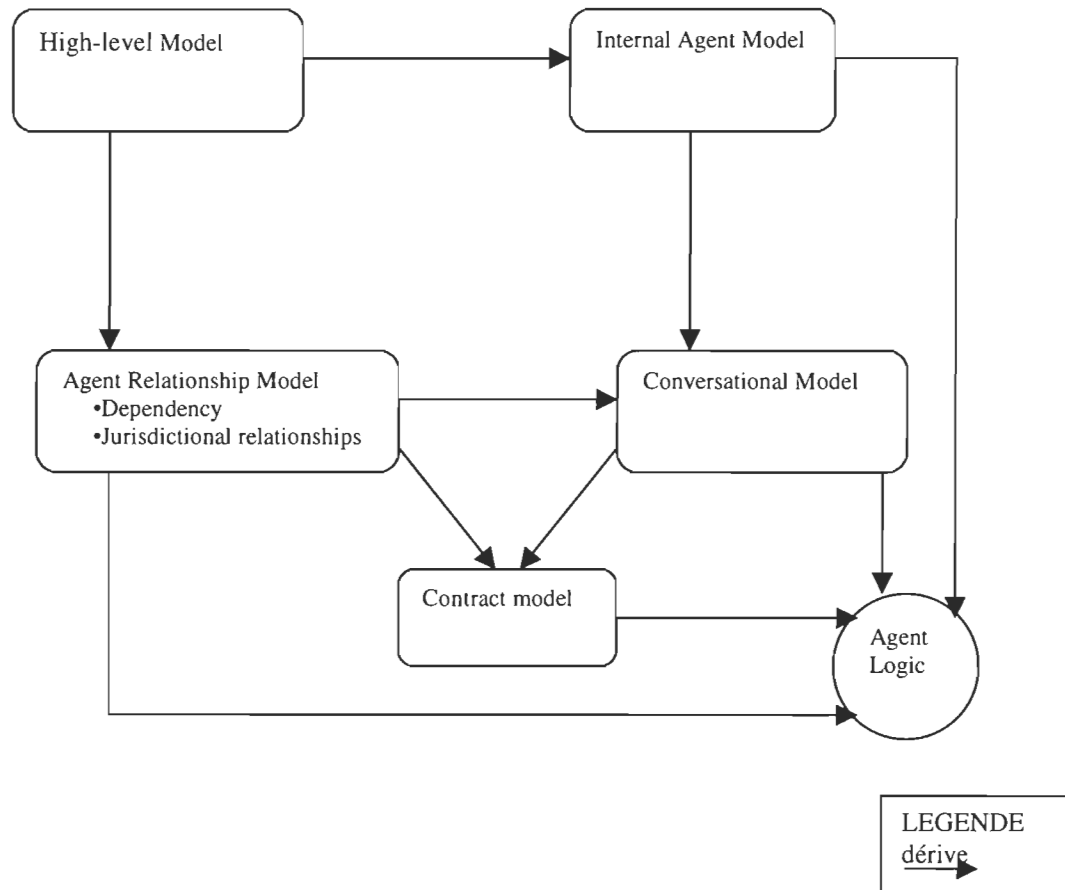 High-level Model
Internal Agent Model
Agent Relationship Model
•Dependency
•Jurisdictional relationships
Conversational Model
Contract model
Agent
Logic
LEGENDE
dérive